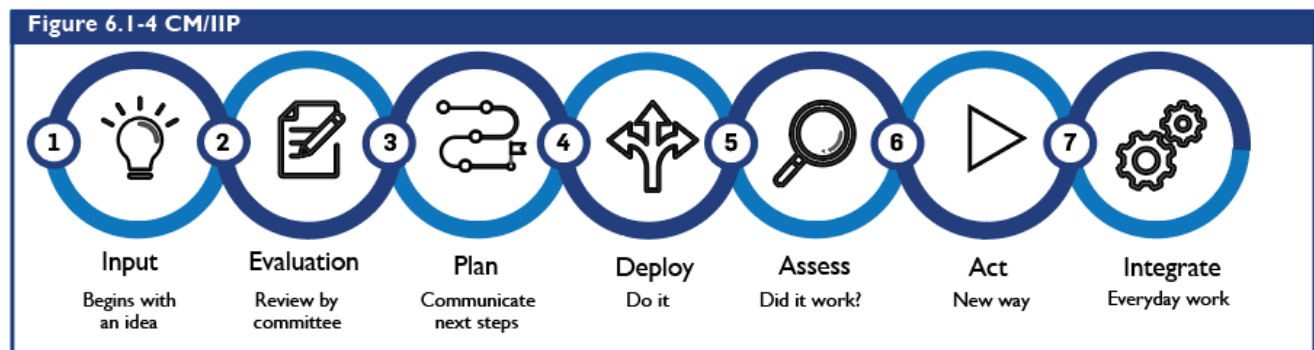 Figure 6.1-4 CM/IIP
1 2 3 4 5 6 7
Input Evaluation Plan Deploy Assess Act Integrate
Begins with Review by Communicate Do it Did it work? New way Everyday work
an idea committee next steps